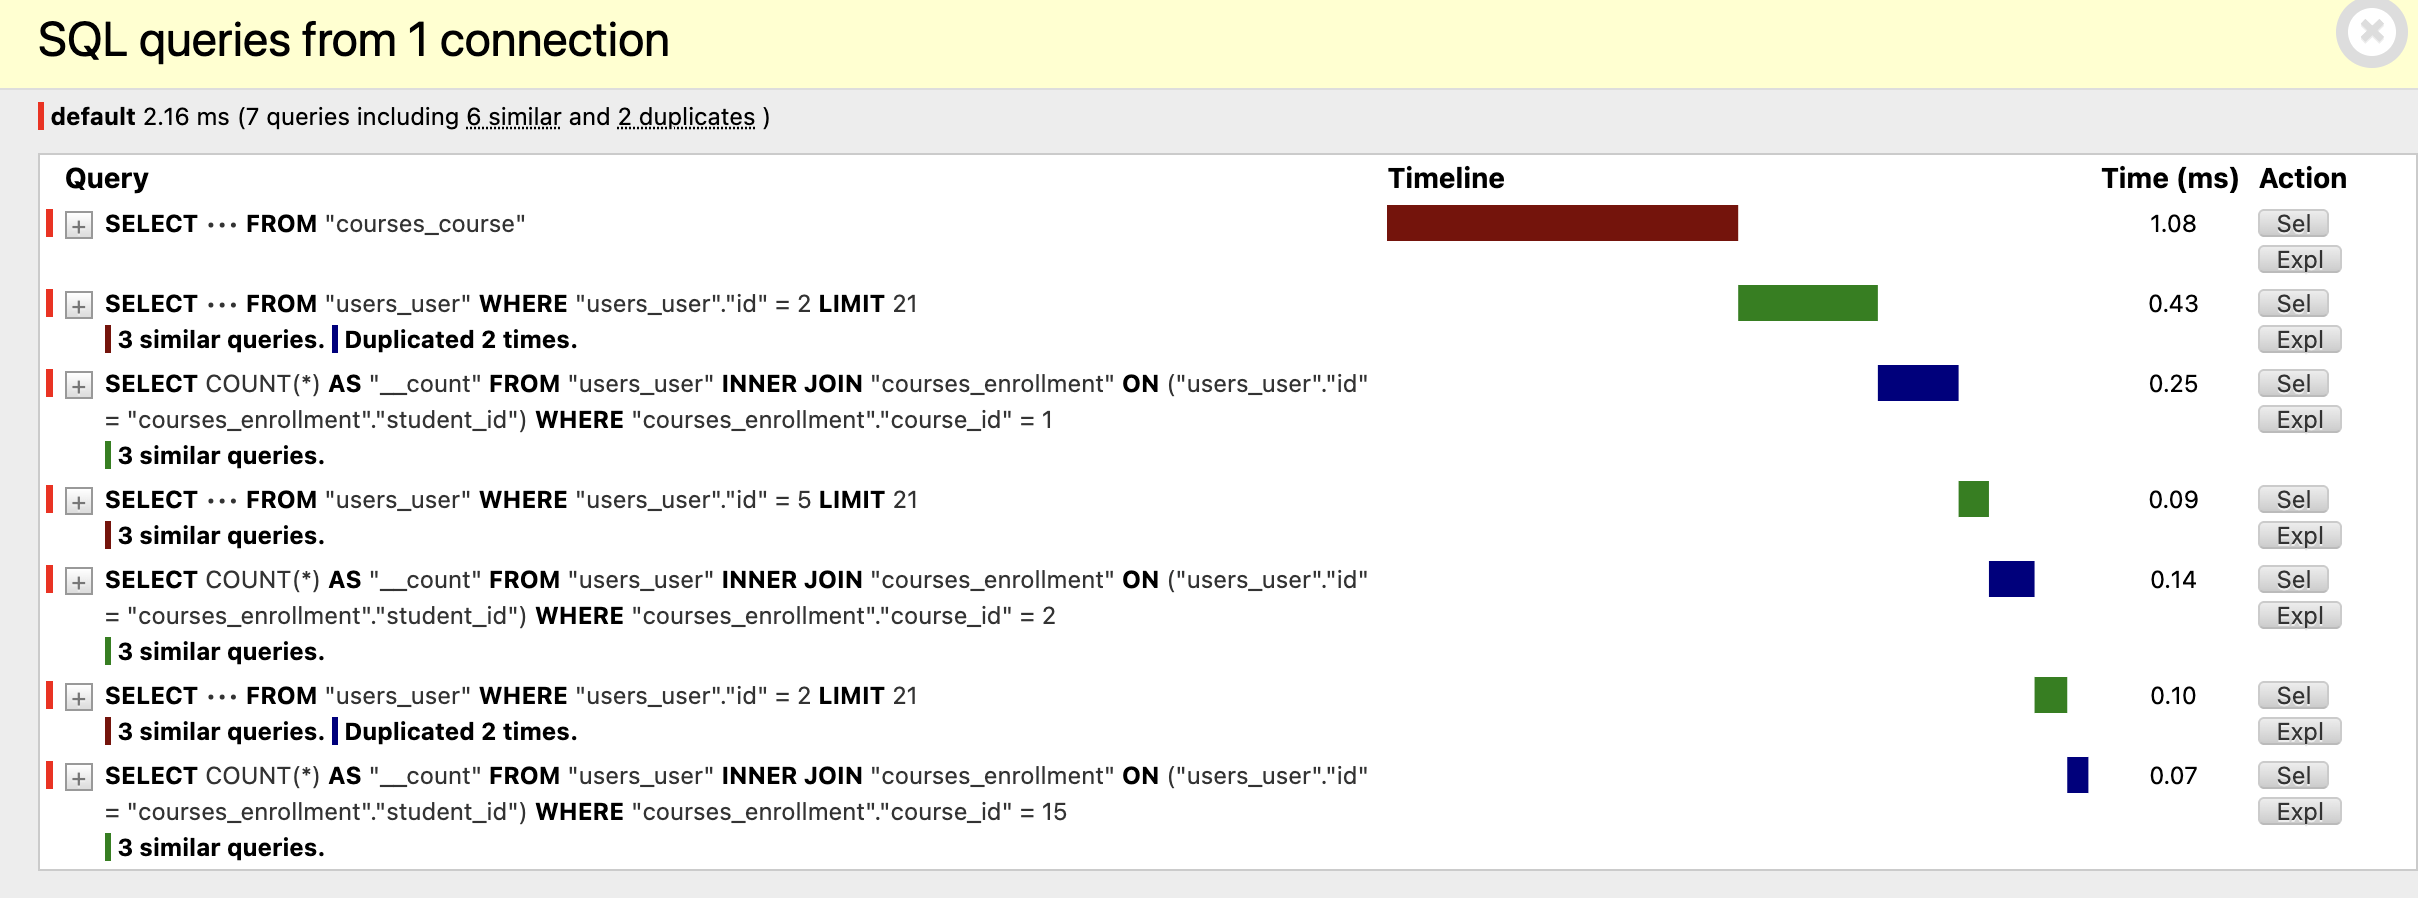 SQL queries from 1 connection
default 2.16 ms (7 queries including 6 similar and 2 duplicates )
Query Timeline Time (ms) Action
+ SELECT ••• FROM "courses_course" 1.08 Sel
Expl
+ SELECT ••• FROM "users_user" WHERE "users_user"."id" = 2 LIMIT 21 0.43 Sel
3 similar queries. Duplicated 2 times. Expl
+ SELECT COUNT(*) AS "__count" FROM "users_user" INNER JOIN "courses_enrollment" ON ("users_user"."id" 0.25 Sel
= "courses_enrollment"."student_id") WHERE "courses_enrollment"."course_id" = 1 Expl
3 similar queries.
+ SELECT ••• FROM "users_user" WHERE "users_user"."id" = 5 LIMIT 21 0.09 Sel
3 similar queries. Expl
+ SELECT COUNT(*) AS "__count" FROM "users_user" INNER JOIN "courses_enrollment" ON ("users_user"."id" 0.14 Sel
= "courses_enrollment"."student_id") WHERE "courses_enrollment"."course_id" = 2 Expl
3 similar queries.
+ SELECT ••• FROM "users_user" WHERE "users_user"."id" = 2 LIMIT 21 0.10 Sel
3 similar queries. Duplicated 2 times. Expl
+ SELECT COUNT(*) AS "__count" FROM "users_user" INNER JOIN "courses_enrollment" ON ("users_user"."id" 0.07 Sel
= "courses_enrollment"."student_id") WHERE "courses_enrollment"."course_id" = 15 Expl
3 similar queries.